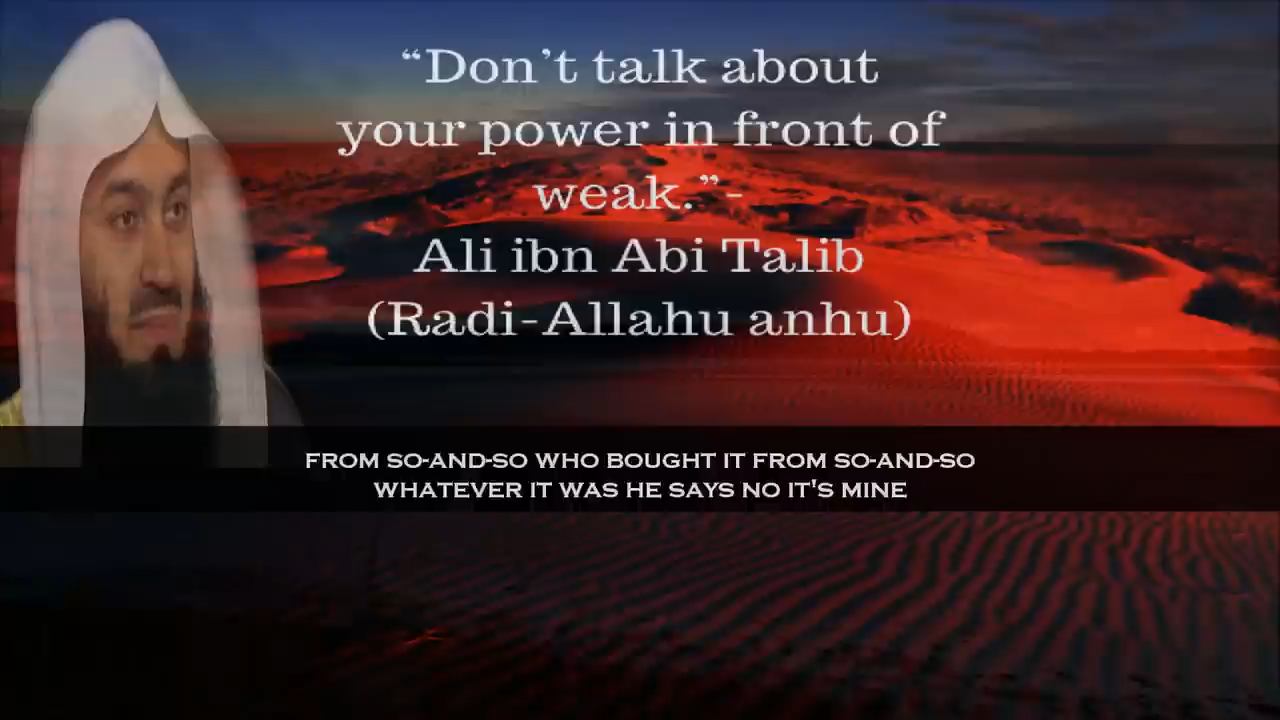 “Don’t talk about
your power in front of
weak.”-
Ali ibn Abi Talib
(Radi-Allahu anhu)
FROM SO-AND-SO WHO BOUGHT IT FROM SO-AND-SO
WHATEVER IT WAS HE SAYS NO IT'S MINE